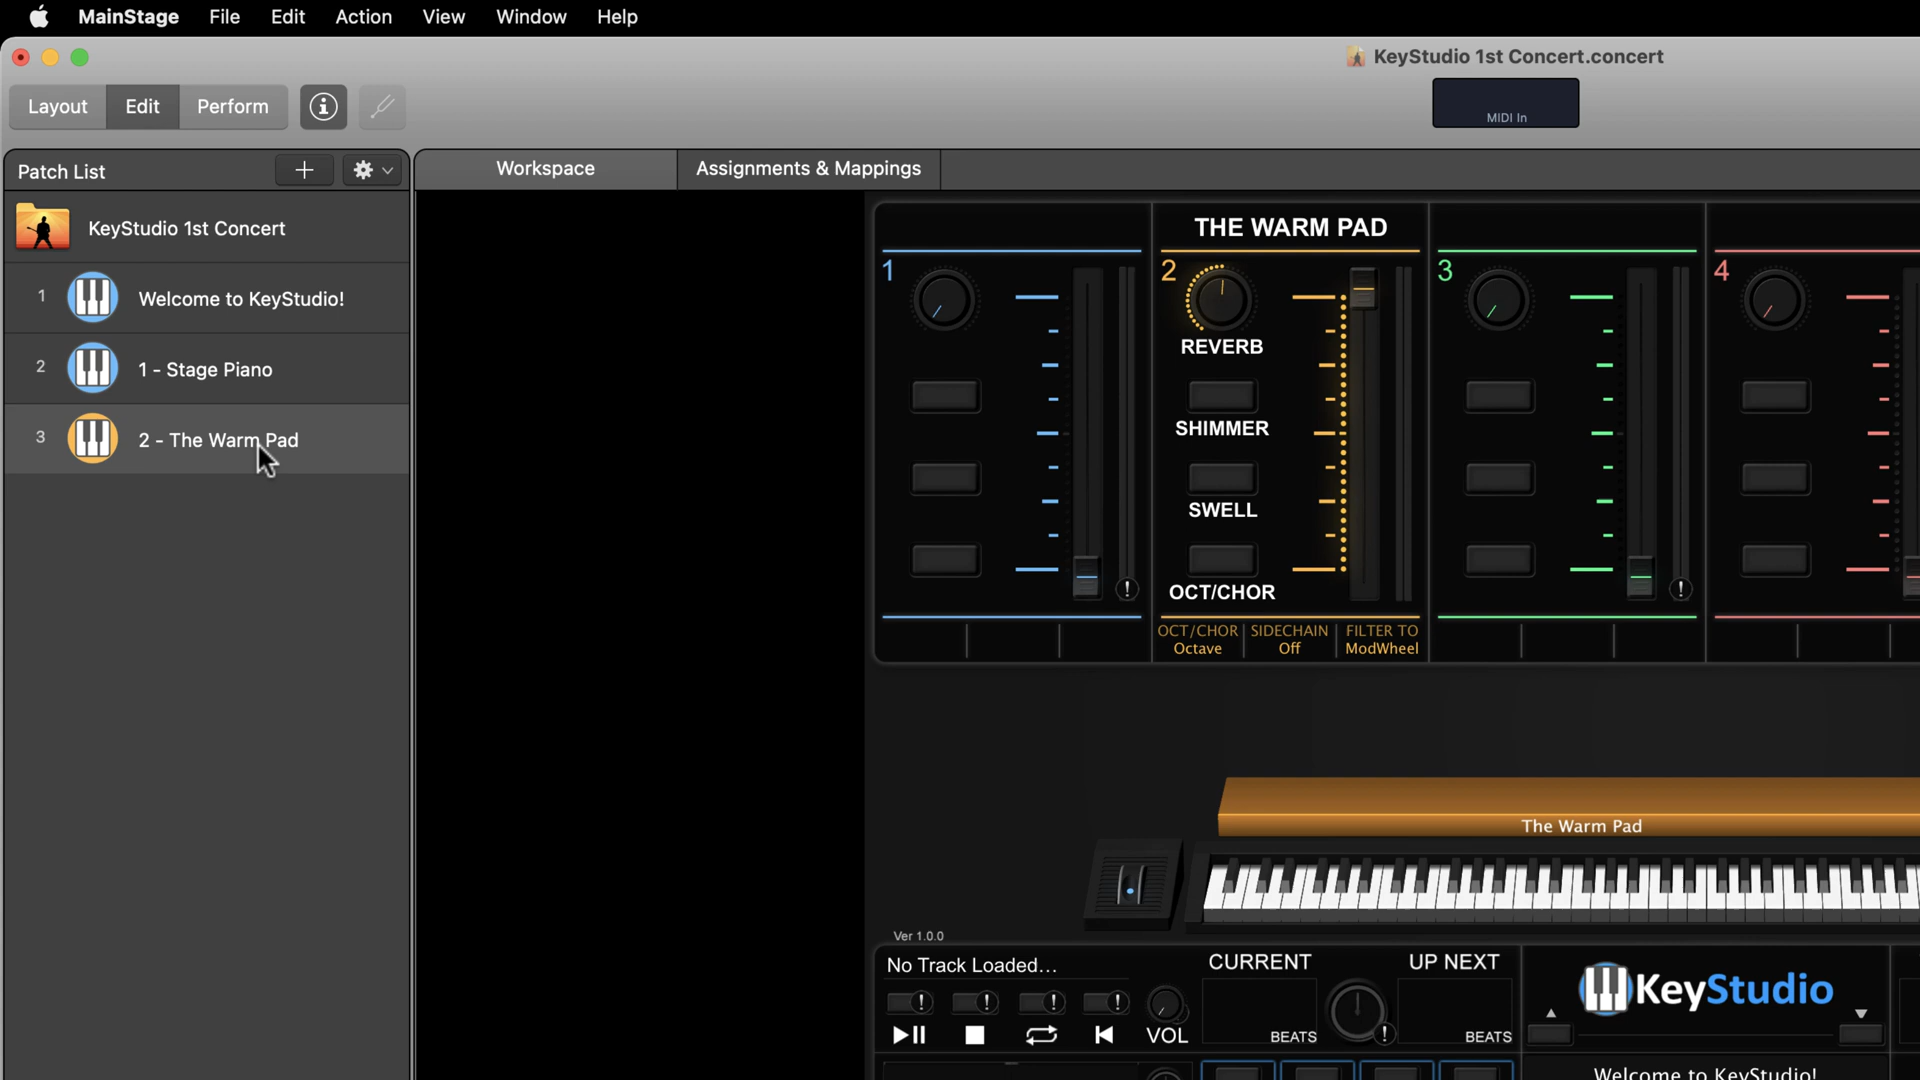 MainStage File Edit Action View Window Help
KeyStudio 1st Concert.concert
Layout Edit Perform
MIDI In
Patch List
Workspace Assignments & Mappings
KeyStudio 1st Concert
1 Welcome to KeyStudio!
2 1 - Stage Piano
3 2 - The Warm Pad
THE WARM PAD
1 2 3 4
REVERB
SHIMMER
SWELL
OCT/CHOR
OCT/CHOR SIDECHAIN FILTER TO
Octave Off ModWheel
The Warm Pad
Ver 1.0.0
No Track Loaded...
CURRENT UP NEXT
KeyStudio
VOL BEATS BEATS
Welcome to KeyStudio!